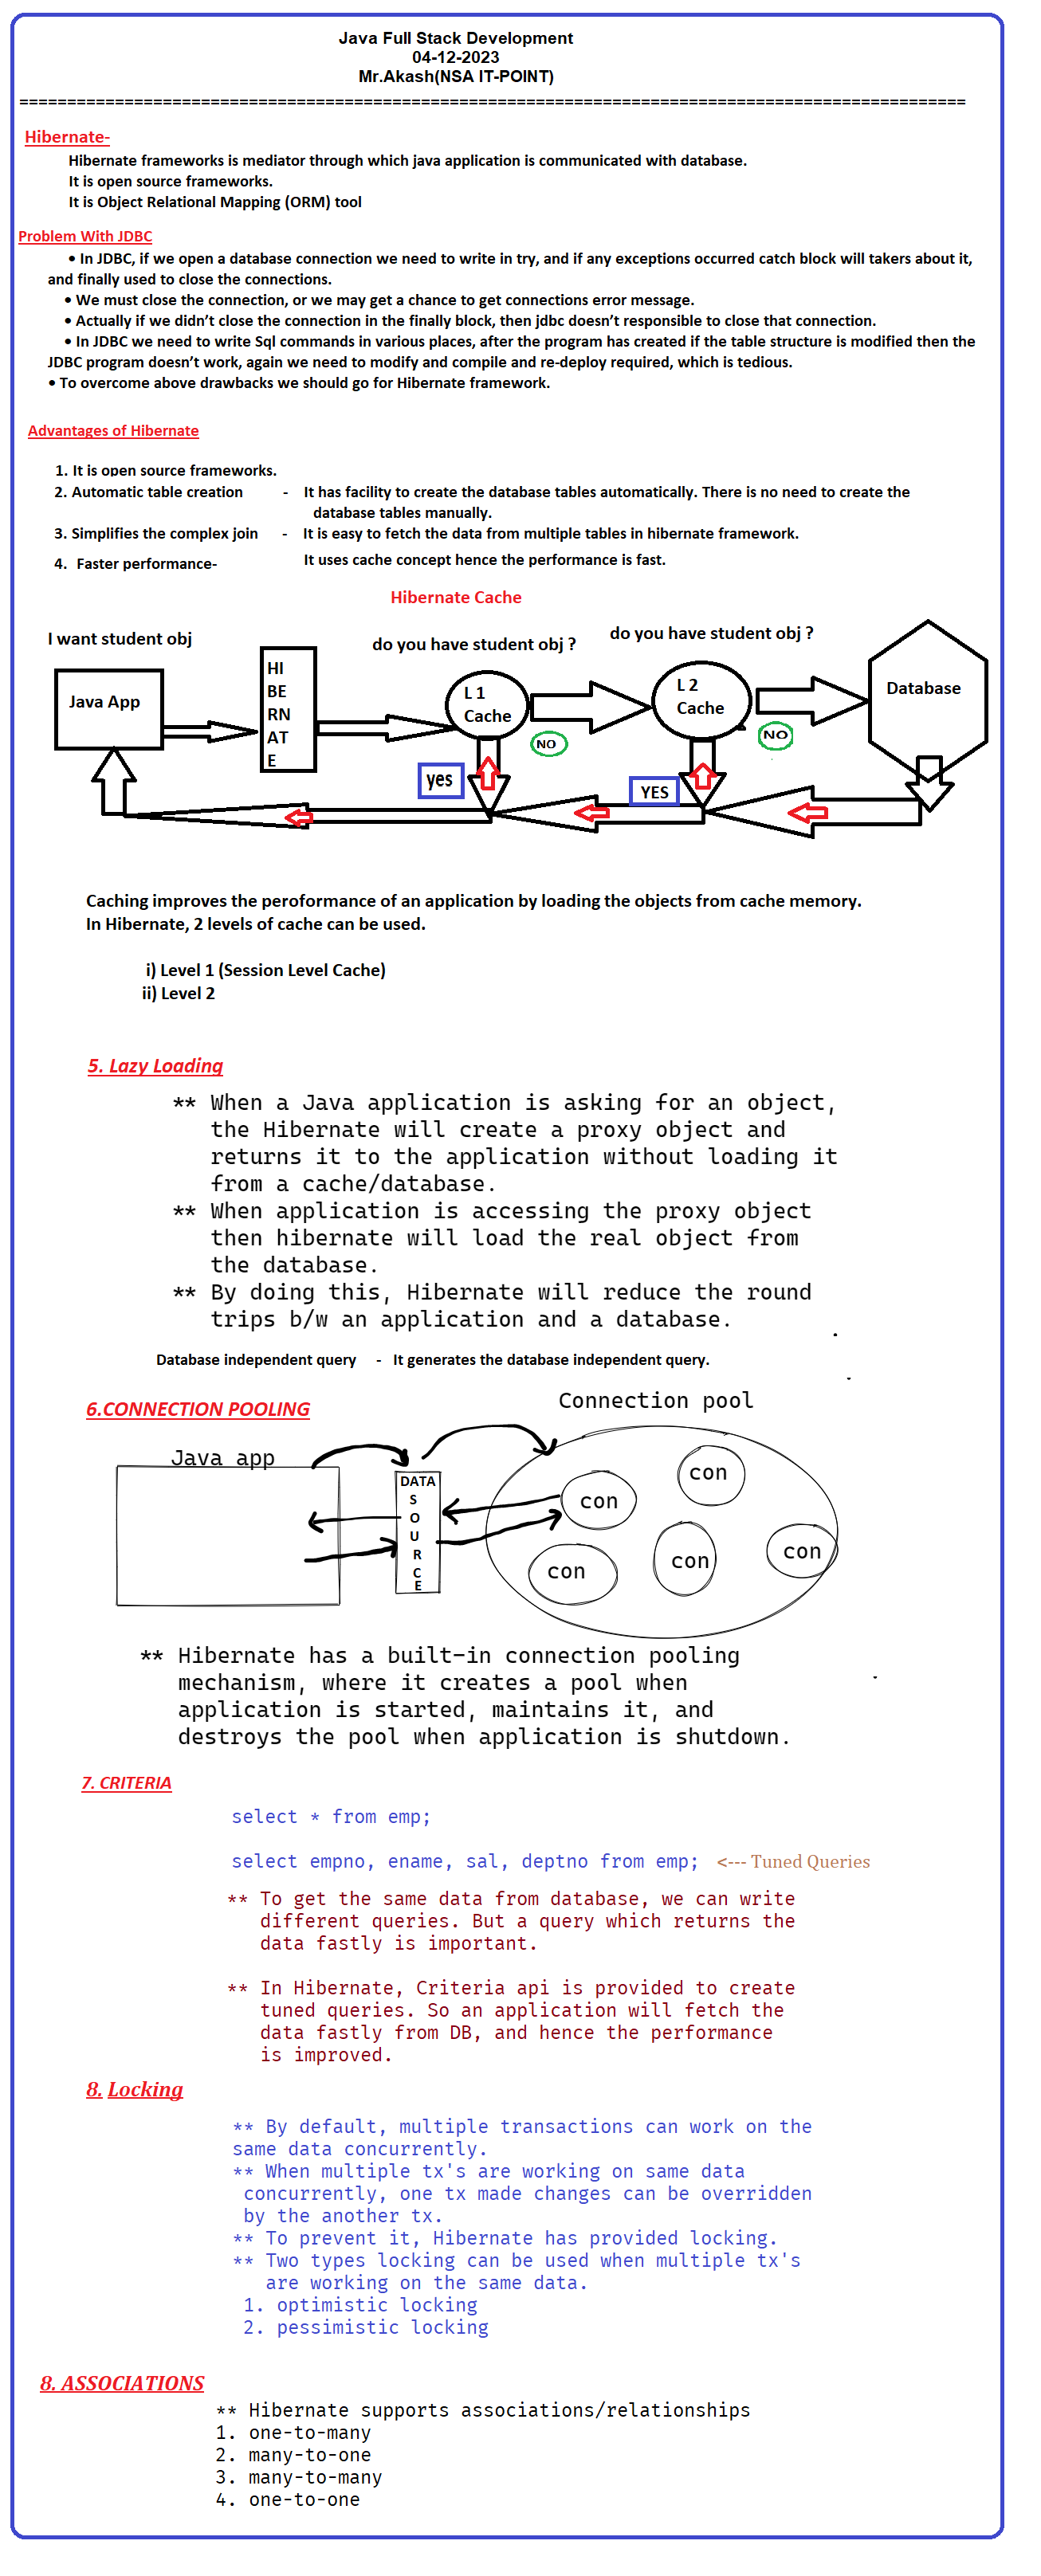 Java Full Stack Development
04-12-2023
Mr.Akash(NSA IT-POINT)
=====================================================================================================
Hibernate-
Hibernate frameworks is mediator through which java application is communicated with database.
It is open source frameworks.
It is Object Relational Mapping (ORM) tool
Problem With JDBC
• In JDBC, if we open a database connection we need to write in try, and if any exceptions occurred catch block will takers about it,
and finally used to close the connections.
• We must close the connection, or we may get a chance to get connections error message.
• Actually if we didn’t close the connection in the finally block, then jdbc doesn’t responsible to close that connection.
• In JDBC we need to write Sql commands in various places, after the program has created if the table structure is modified then the
JDBC program doesn’t work, again we need to modify and compile and re-deploy required, which is tedious.
• To overcome above drawbacks we should go for Hibernate framework.
Advantages of Hibernate
1. It is open source frameworks.
2. Automatic table creation - It has facility to create the database tables automatically. There is no need to create the
database tables manually.
3. Simplifies the complex join - It is easy to fetch the data from multiple tables in hibernate framework.
4. Faster performance- It uses cache concept hence the performance is fast.
Hibernate Cache
I want student obj
do you have student obj ?
do you have student obj ?
Java App
HI
BE
RN
AT
E
L 1
Cache
L 2
Cache
Database
NO
NO
yes
YES
Caching improves the peroformance of an application by loading the objects from cache memory.
In Hibernate, 2 levels of cache can be used.
i) Level 1 (Session Level Cache)
ii) Level 2
5. Lazy Loading
** When a Java application is asking for an object,
the Hibernate will create a proxy object and
returns it to the application without loading it
from a cache/database.
** When application is accessing the proxy object
then hibernate will load the real object from
the database.
** By doing this, Hibernate will reduce the round
trips b/w an application and a database.
Database independent query - It generates the database independent query.
6.CONNECTION POOLING
Connection pool
Java app
DATA
S
O
U
R
C
E
con
con
con
con
con
** Hibernate has a built-in connection pooling
mechanism, where it creates a pool when
application is started, maintains it, and
destroys the pool when application is shutdown.
7. CRITERIA
select * from emp;
select empno, ename, sal, deptno from emp; <--- Tuned Queries
** To get the same data from database, we can write
different queries. But a query which returns the
data fastly is important.
** In Hibernate, Criteria api is provided to create
tuned queries. So an application will fetch the
data fastly from DB, and hence the performance
is improved.
8. Locking
** By default, multiple transactions can work on the
same data concurrently.
** When multiple tx's are working on same data
concurrently, one tx made changes can be overridden
by the another tx.
** To prevent it, Hibernate has provided locking.
** Two types locking can be used when multiple tx's
are working on the same data.
1. optimistic locking
2. pessimistic locking
8. ASSOCIATIONS
** Hibernate supports associations/relationships
1. one-to-many
2. many-to-one
3. many-to-many
4. one-to-one